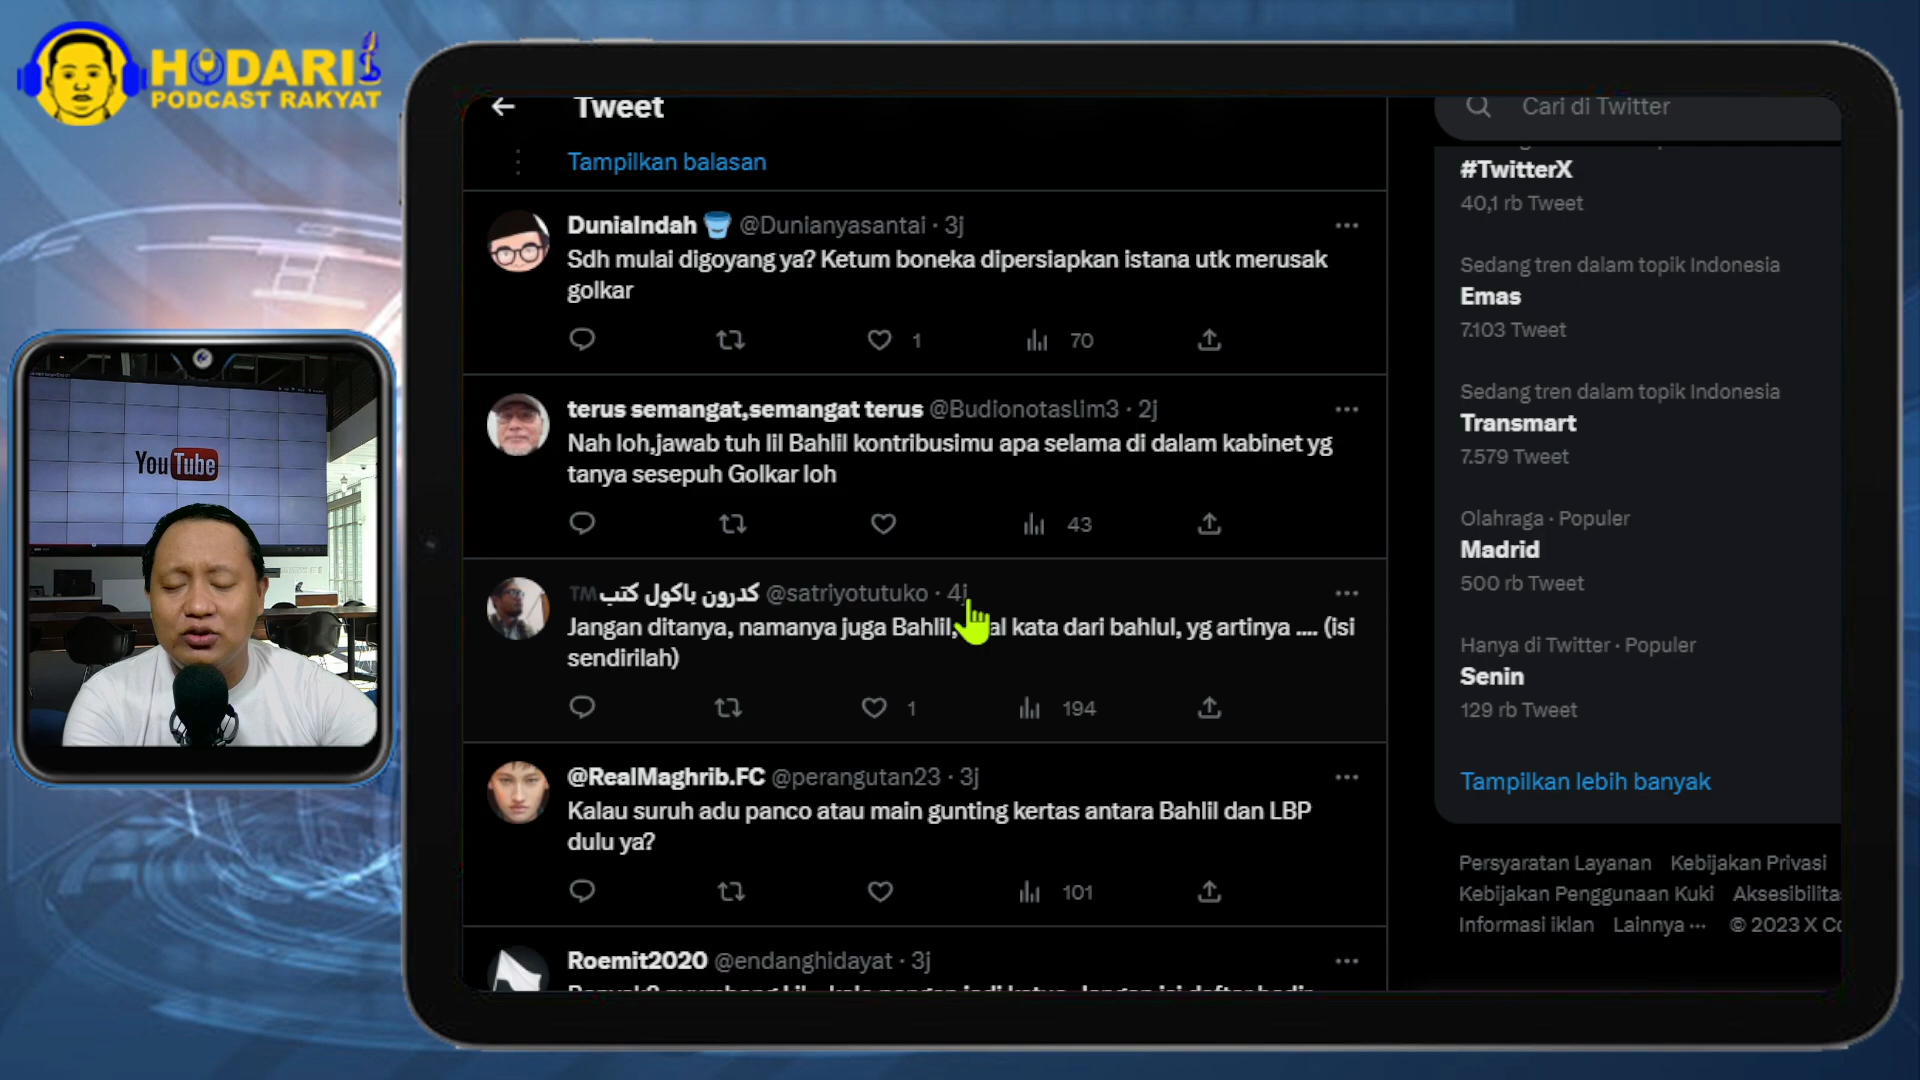 HODARI
PODCAST RAKYAT
YouTube
Tweet
Tampilkan balasan
DuniaIndah @Dunianyasantai · 3j
Sdh mulai digoyang ya? Ketum boneka dipersiapkan istana utk merusak
golkar
1
70
terus semangat,semangat terus @Budionotaslim3 · 2j
Nah loh,jawab tuh lil Bahlil kontribusimu apa selama di dalam kabinet yg
tanya sesepuh Golkar loh
43
كدرون باكول كتب™ @satriyotutuko · 4j
Jangan ditanya, namanya juga Bahlil, kata dari bahlul, yg artinya .... (isi
sendirilah)
1
194
@RealMaghrib.FC @perangutan23 · 3j
Kalau suruh adu panco atau main gunting kertas antara Bahlil dan LBP
dulu ya?
101
Roemit2020 @endanghidayat · 3j
Cari di Twitter
#TwitterX
40,1 rb Tweet
Sedang tren dalam topik Indonesia
Emas
7.103 Tweet
Sedang tren dalam topik Indonesia
Transmart
7.579 Tweet
Olahraga · Populer
Madrid
500 rb Tweet
Hanya di Twitter · Populer
Senin
129 rb Tweet
Tampilkan lebih banyak
Persyaratan Layanan Kebijakan Privasi
Kebijakan Penggunaan Kuki Aksesibilita
Informasi iklan Lainnya ··· © 2023 X Co